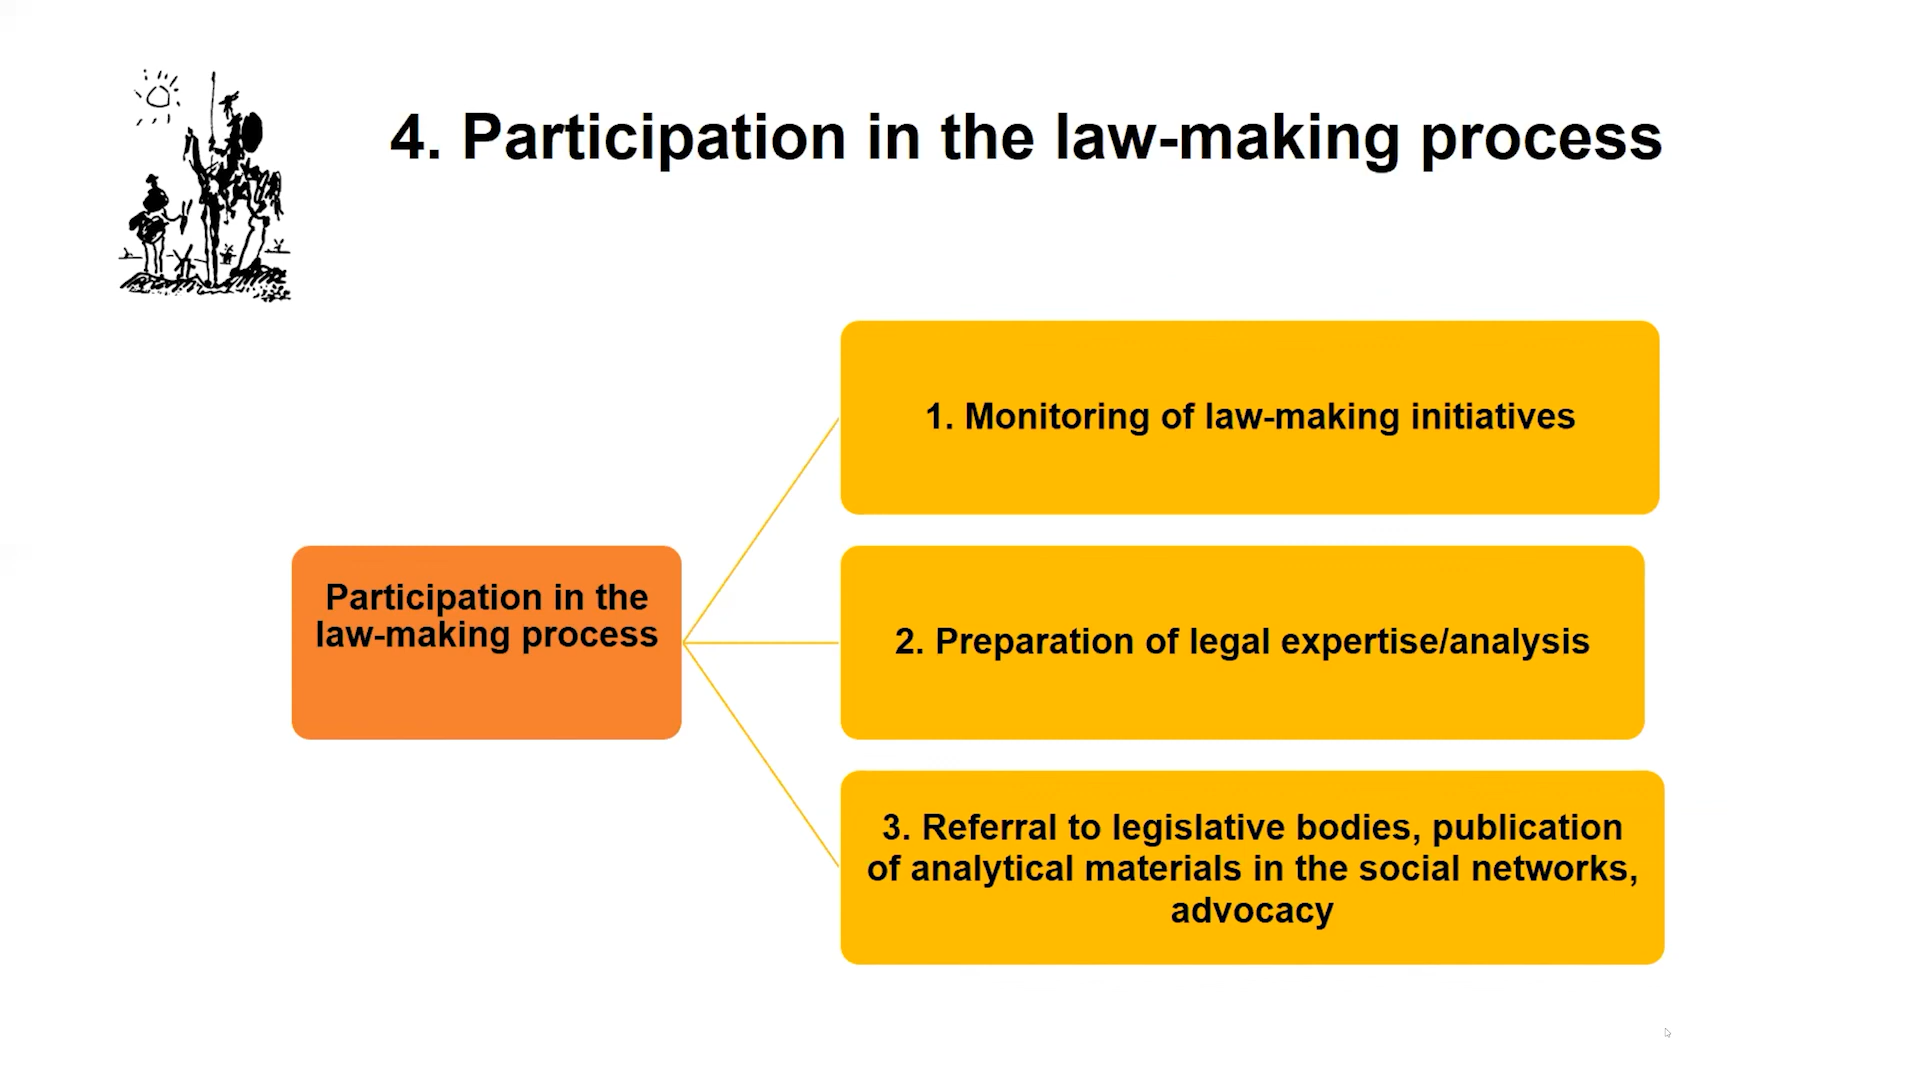 4. Participation in the law-making process
1. Monitoring of law-making initiatives
Participation in the
law-making process
2. Preparation of legal expertise/analysis
3. Referral to legislative bodies, publication
of analytical materials in the social networks,
advocacy